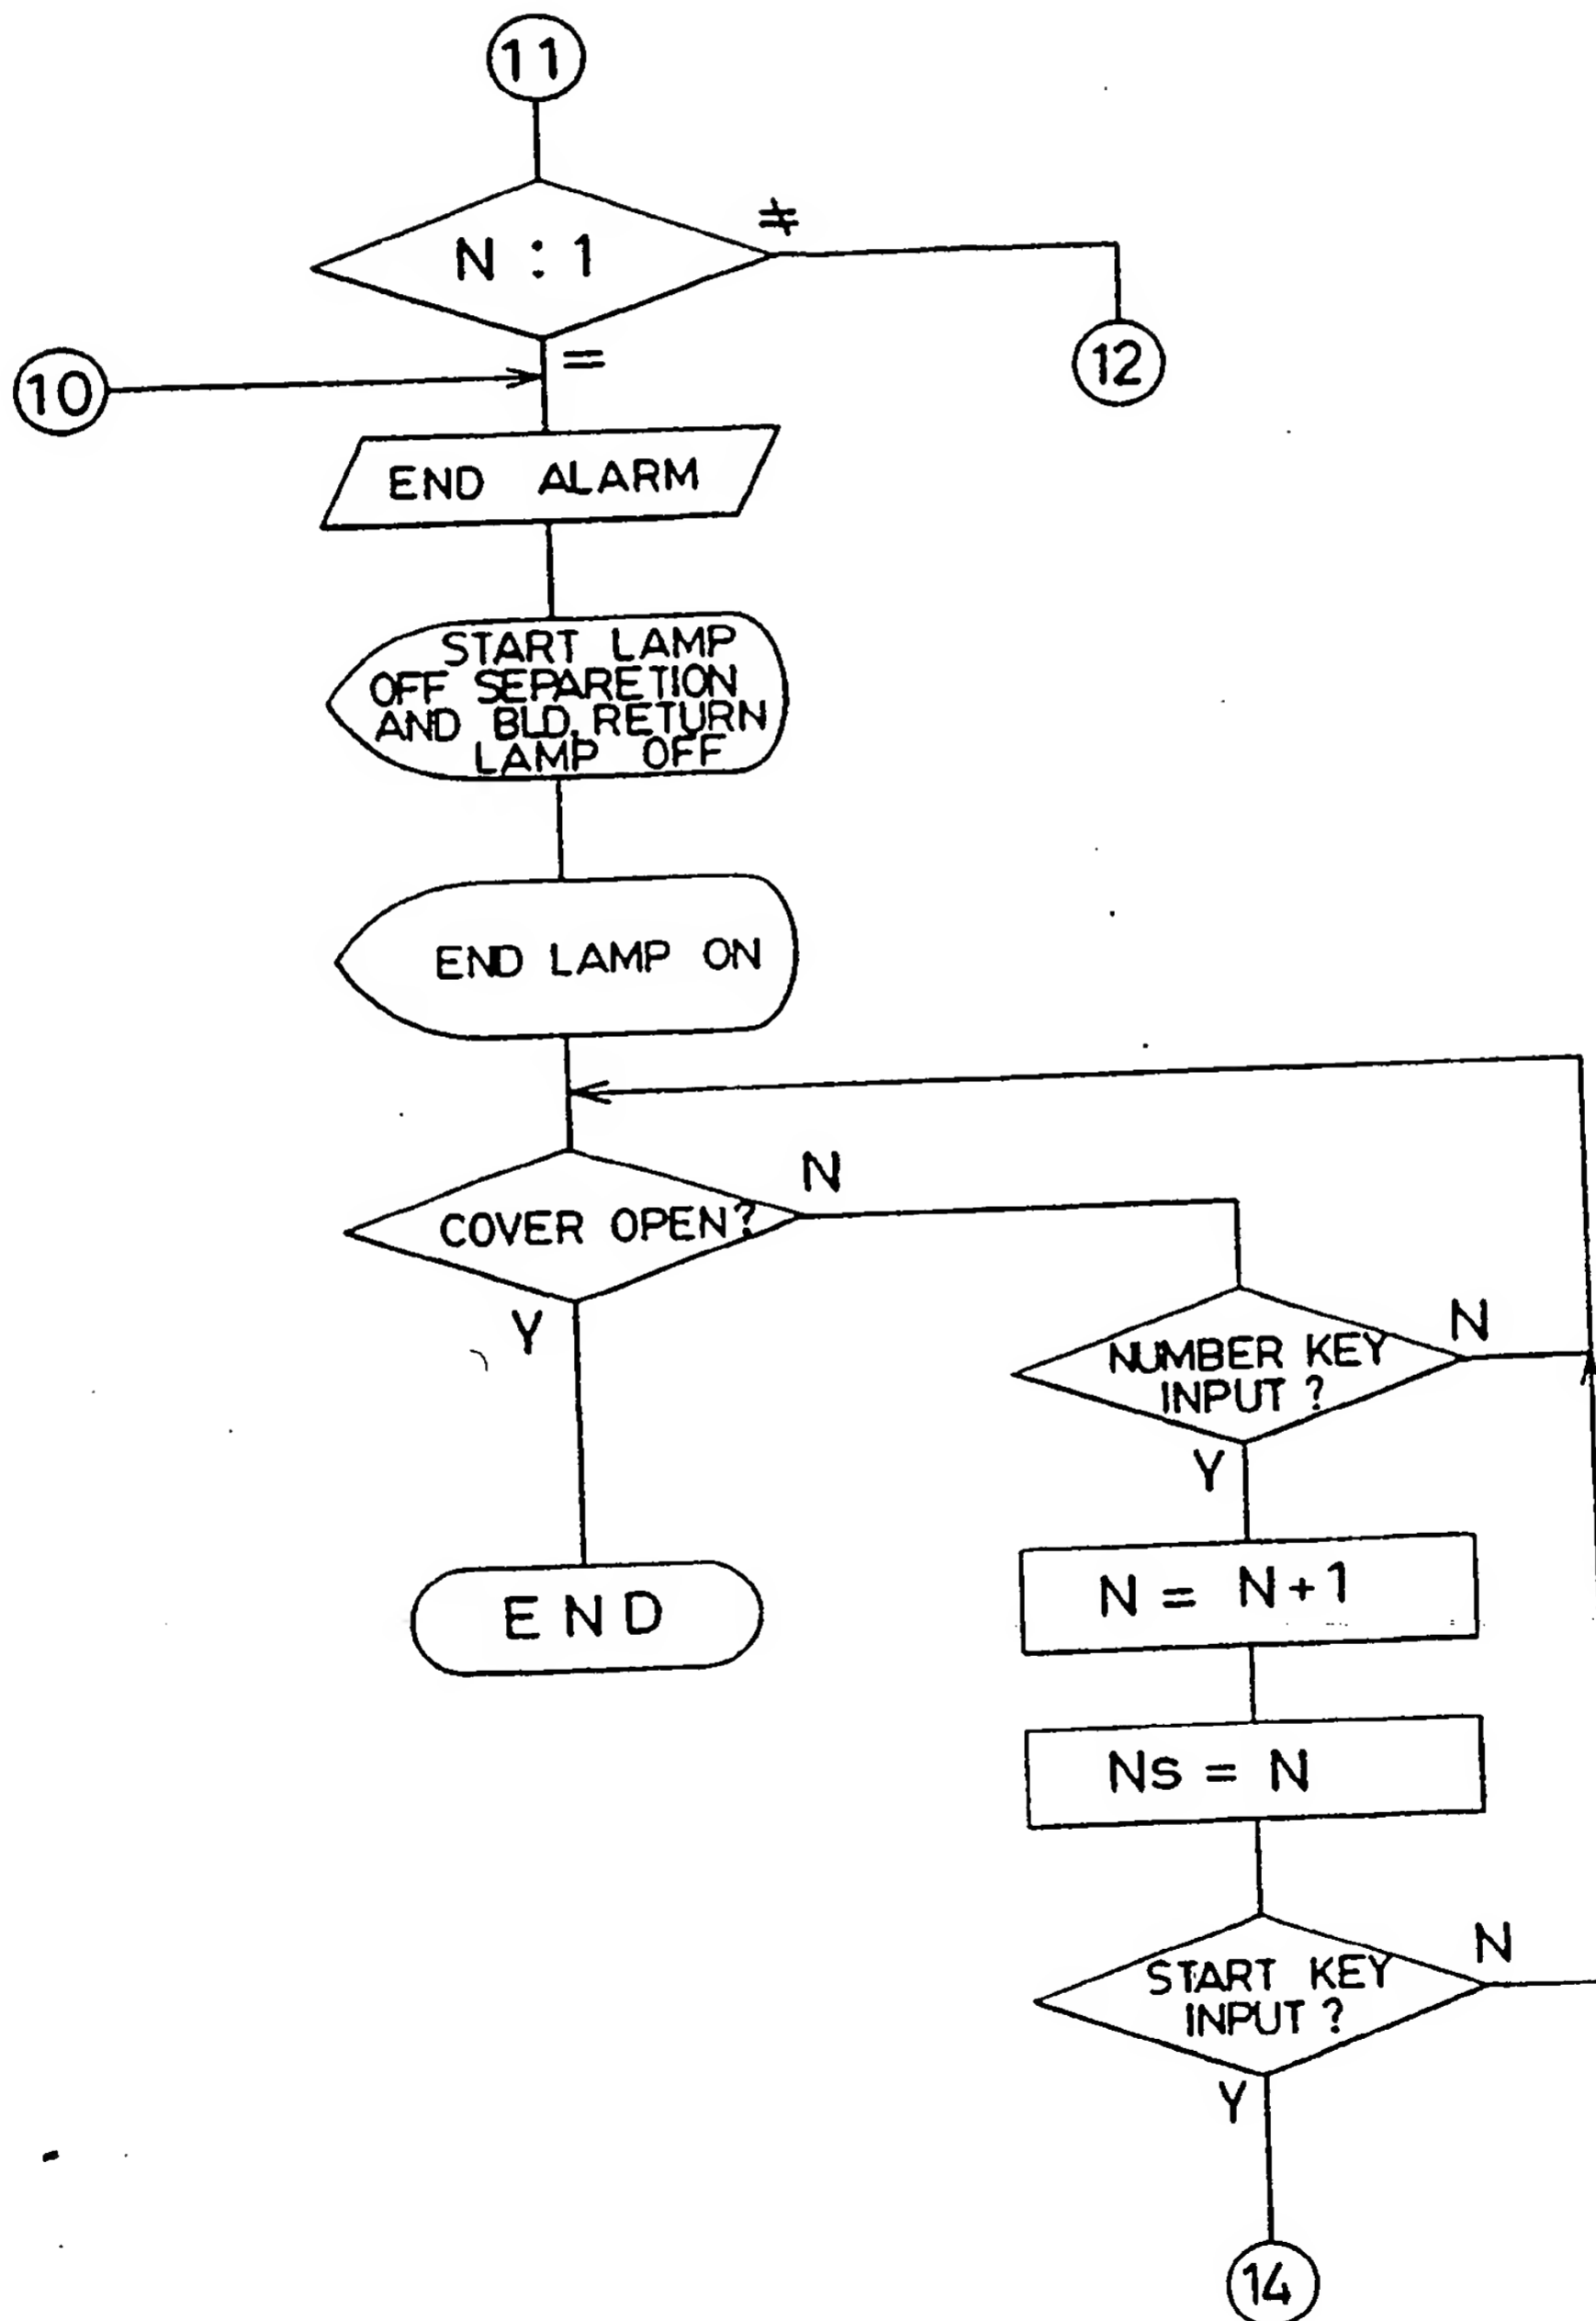 11
N : 1
≠
12
=
10
END ALARM
START LAMP
OFF SEPARETION
AND BLD. RETURN
LAMP OFF
END LAMP ON
COVER OPEN?
N
Y
NUMBER KEY
INPUT ?
N
Y
END
N = N+1
Ns = N
START KEY
INPUT ?
N
Y
14